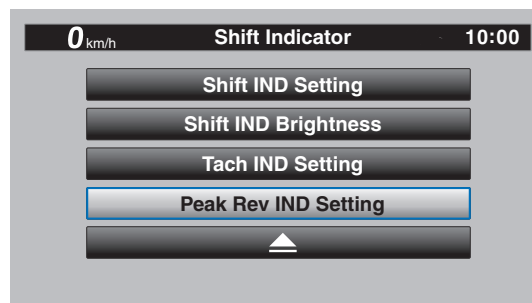 0 km/h Shift Indicator 10:00
Shift IND Setting
Shift IND Brightness
Tach IND Setting
Peak Rev IND Setting